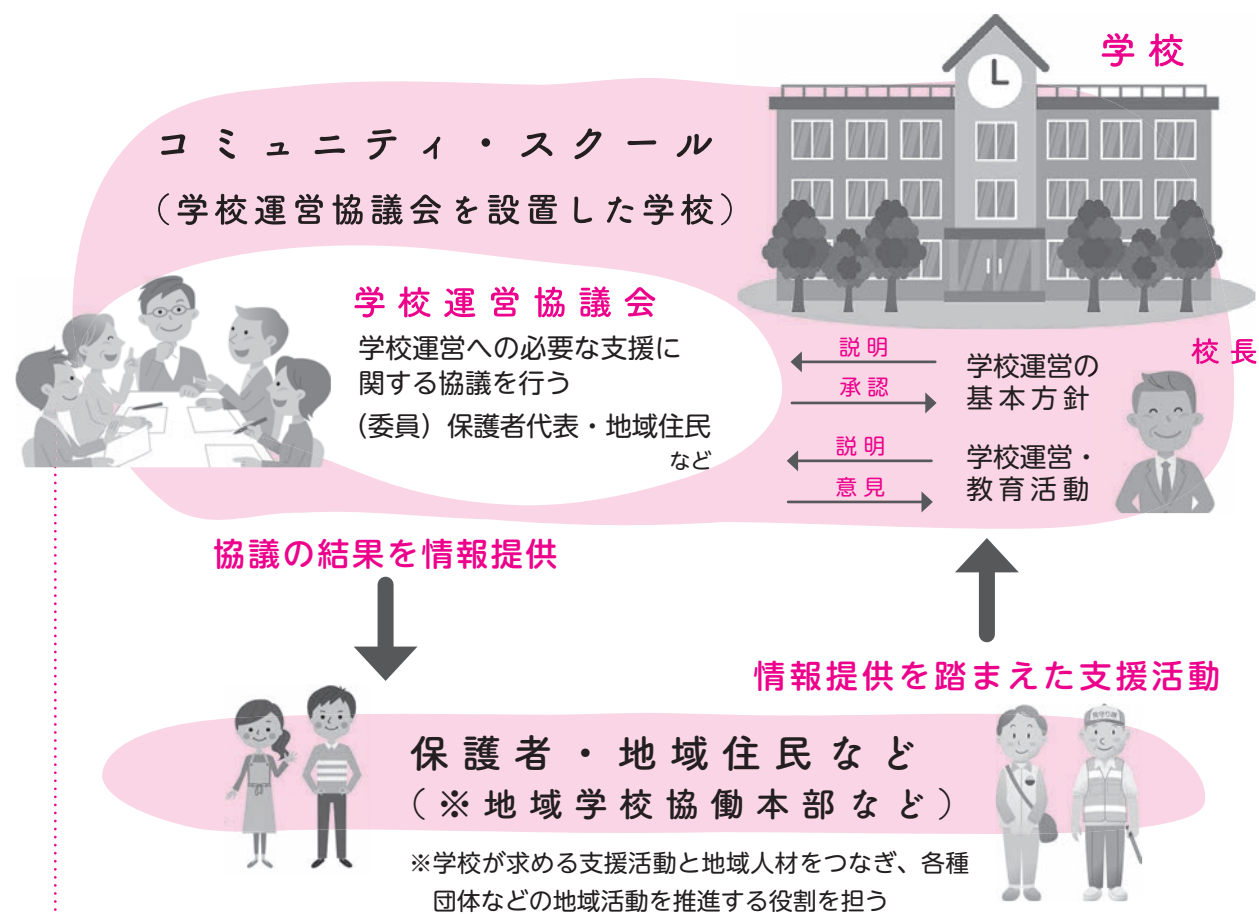 学校
コミュニティ・スクール
（学校運営協議会を設置した学校）
学校運営協議会
学校運営への必要な支援に
関する協議を行う
（委員）保護者代表・地域住民
など
説明
承認
学校運営の
基本方針
校長
説明
意見
学校運営・
教育活動
協議の結果を情報提供
情報提供を踏まえた支援活動
見守り隊
保護者・地域住民など
（※地域学校協働本部など）
※学校が求める支援活動と地域人材をつなぎ、各種
団体などの地域活動を推進する役割を担う